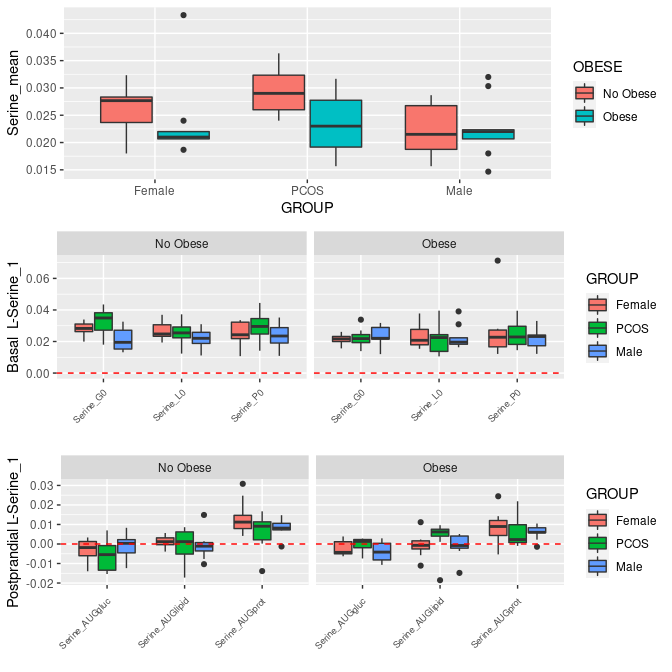 Serine_mean
0.040
0.035
0.030
0.025
0.020
0.015
Female PCOS Male
GROUP
OBESE
No Obese
Obese
Basal L-Serine_1
No Obese Obese
0.06
0.04
0.02
0.00
Serine_G0 Serine_L0 Serine_P0 Serine_G0 Serine_L0 Serine_P0
GROUP
Female
PCOS
Male
Postprandial L-Serine_1
No Obese Obese
0.03
0.02
0.01
0.00
-0.01
-0.02
Serine_AUGgluc Serine_AUGlipid Serine_AUGprot Serine_AUGgluc Serine_AUGlipid Serine_AUGprot
GROUP
Female
PCOS
Male